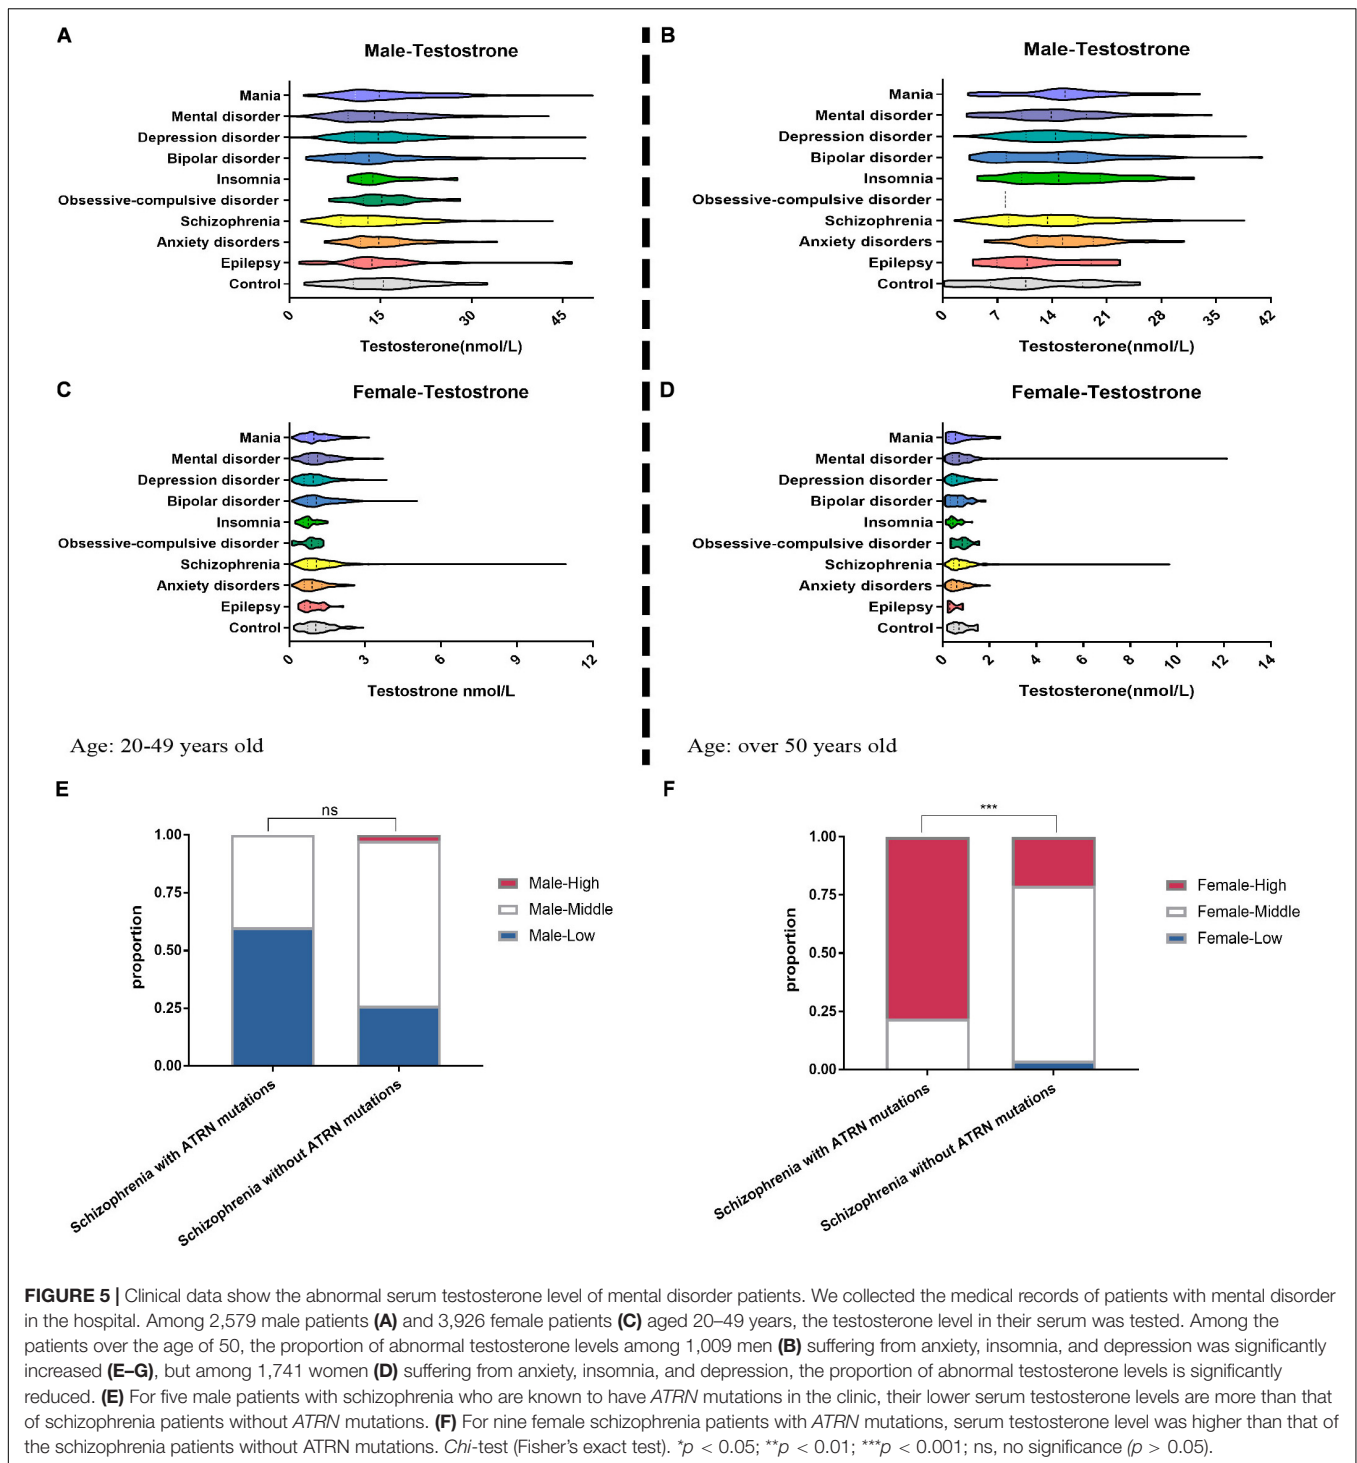 A
Male-Testostrone
Mania
Mental disorder
Depression disorder
Bipolar disorder
Insomnia
Obsessive-compulsive disorder
Schizophrenia
Anxiety disorders
Epilepsy
Control
0
15
30
45
Testosterone(nmol/L)
B
Male-Testostrone
Mania
Mental disorder
Depression disorder
Bipolar disorder
Insomnia
Obsessive-compulsive disorder
Schizophrenia
Anxiety disorders
Epilepsy
Control
0
7
14
21
28
35
42
Testosterone(nmol/L)
C
Female-Testostrone
Mania
Mental disorder
Depression disorder
Bipolar disorder
Insomnia
Obsessive-compulsive disorder
Schizophrenia
Anxiety disorders
Epilepsy
Control
0
3
6
9
12
Testostrone nmol/L
D
Female-Testostrone
Mania
Mental disorder
Depression disorder
Bipolar disorder
Insomnia
Obsessive-compulsive disorder
Schizophrenia
Anxiety disorders
Epilepsy
Control
0
2
4
6
8
10
12
14
Testosterone(nmol/L)
Age: 20-49 years old
Age: over 50 years old
E
ns
1.00
0.75
0.50
0.25
0.00
proportion
Male-High
Male-Middle
Male-Low
Schizophrenia with ATRN mutations
Schizophrenia without ATRN mutations
F
***
1.00
0.75
0.50
0.25
0.00
proportion
Female-High
Female-Middle
Female-Low
Schizophrenia with ATRN mutations
Schizophrenia without ATRN mutations
FIGURE 5 | Clinical data show the abnormal serum testosterone level of mental disorder patients. We collected the medical records of patients with mental disorder
in the hospital. Among 2,579 male patients (A) and 3,926 female patients (C) aged 20–49 years, the testosterone level in their serum was tested. Among the
patients over the age of 50, the proportion of abnormal testosterone levels among 1,009 men (B) suffering from anxiety, insomnia, and depression was significantly
increased (E–G), but among 1,741 women (D) suffering from anxiety, insomnia, and depression, the proportion of abnormal testosterone levels is significantly
reduced. (E) For five male patients with schizophrenia who are known to have ATRN mutations in the clinic, their lower serum testosterone levels are more than that
of schizophrenia patients without ATRN mutations. (F) For nine female schizophrenia patients with ATRN mutations, serum testosterone level was higher than that of
the schizophrenia patients without ATRN mutations. Chi-test (Fisher's exact test). *p < 0.05; **p < 0.01; ***p < 0.001; ns, no significance (p > 0.05).